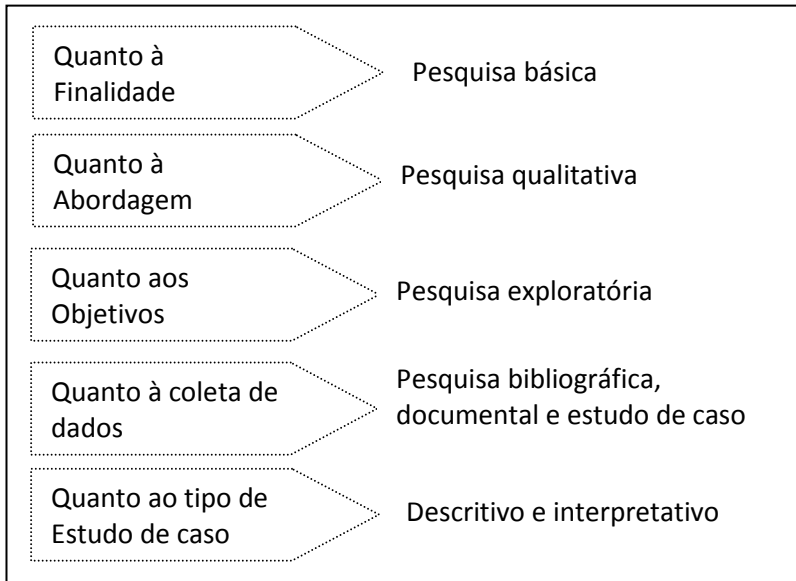 Quanto à
Finalidade
Pesquisa básica
Quanto à
Abordagem
Pesquisa qualitativa
Quanto aos
Objetivos
Pesquisa exploratória
Quanto à coleta de
dados
Pesquisa bibliográfica,
documental e estudo de caso
Quanto ao tipo de
Estudo de caso
Descritivo e interpretativo